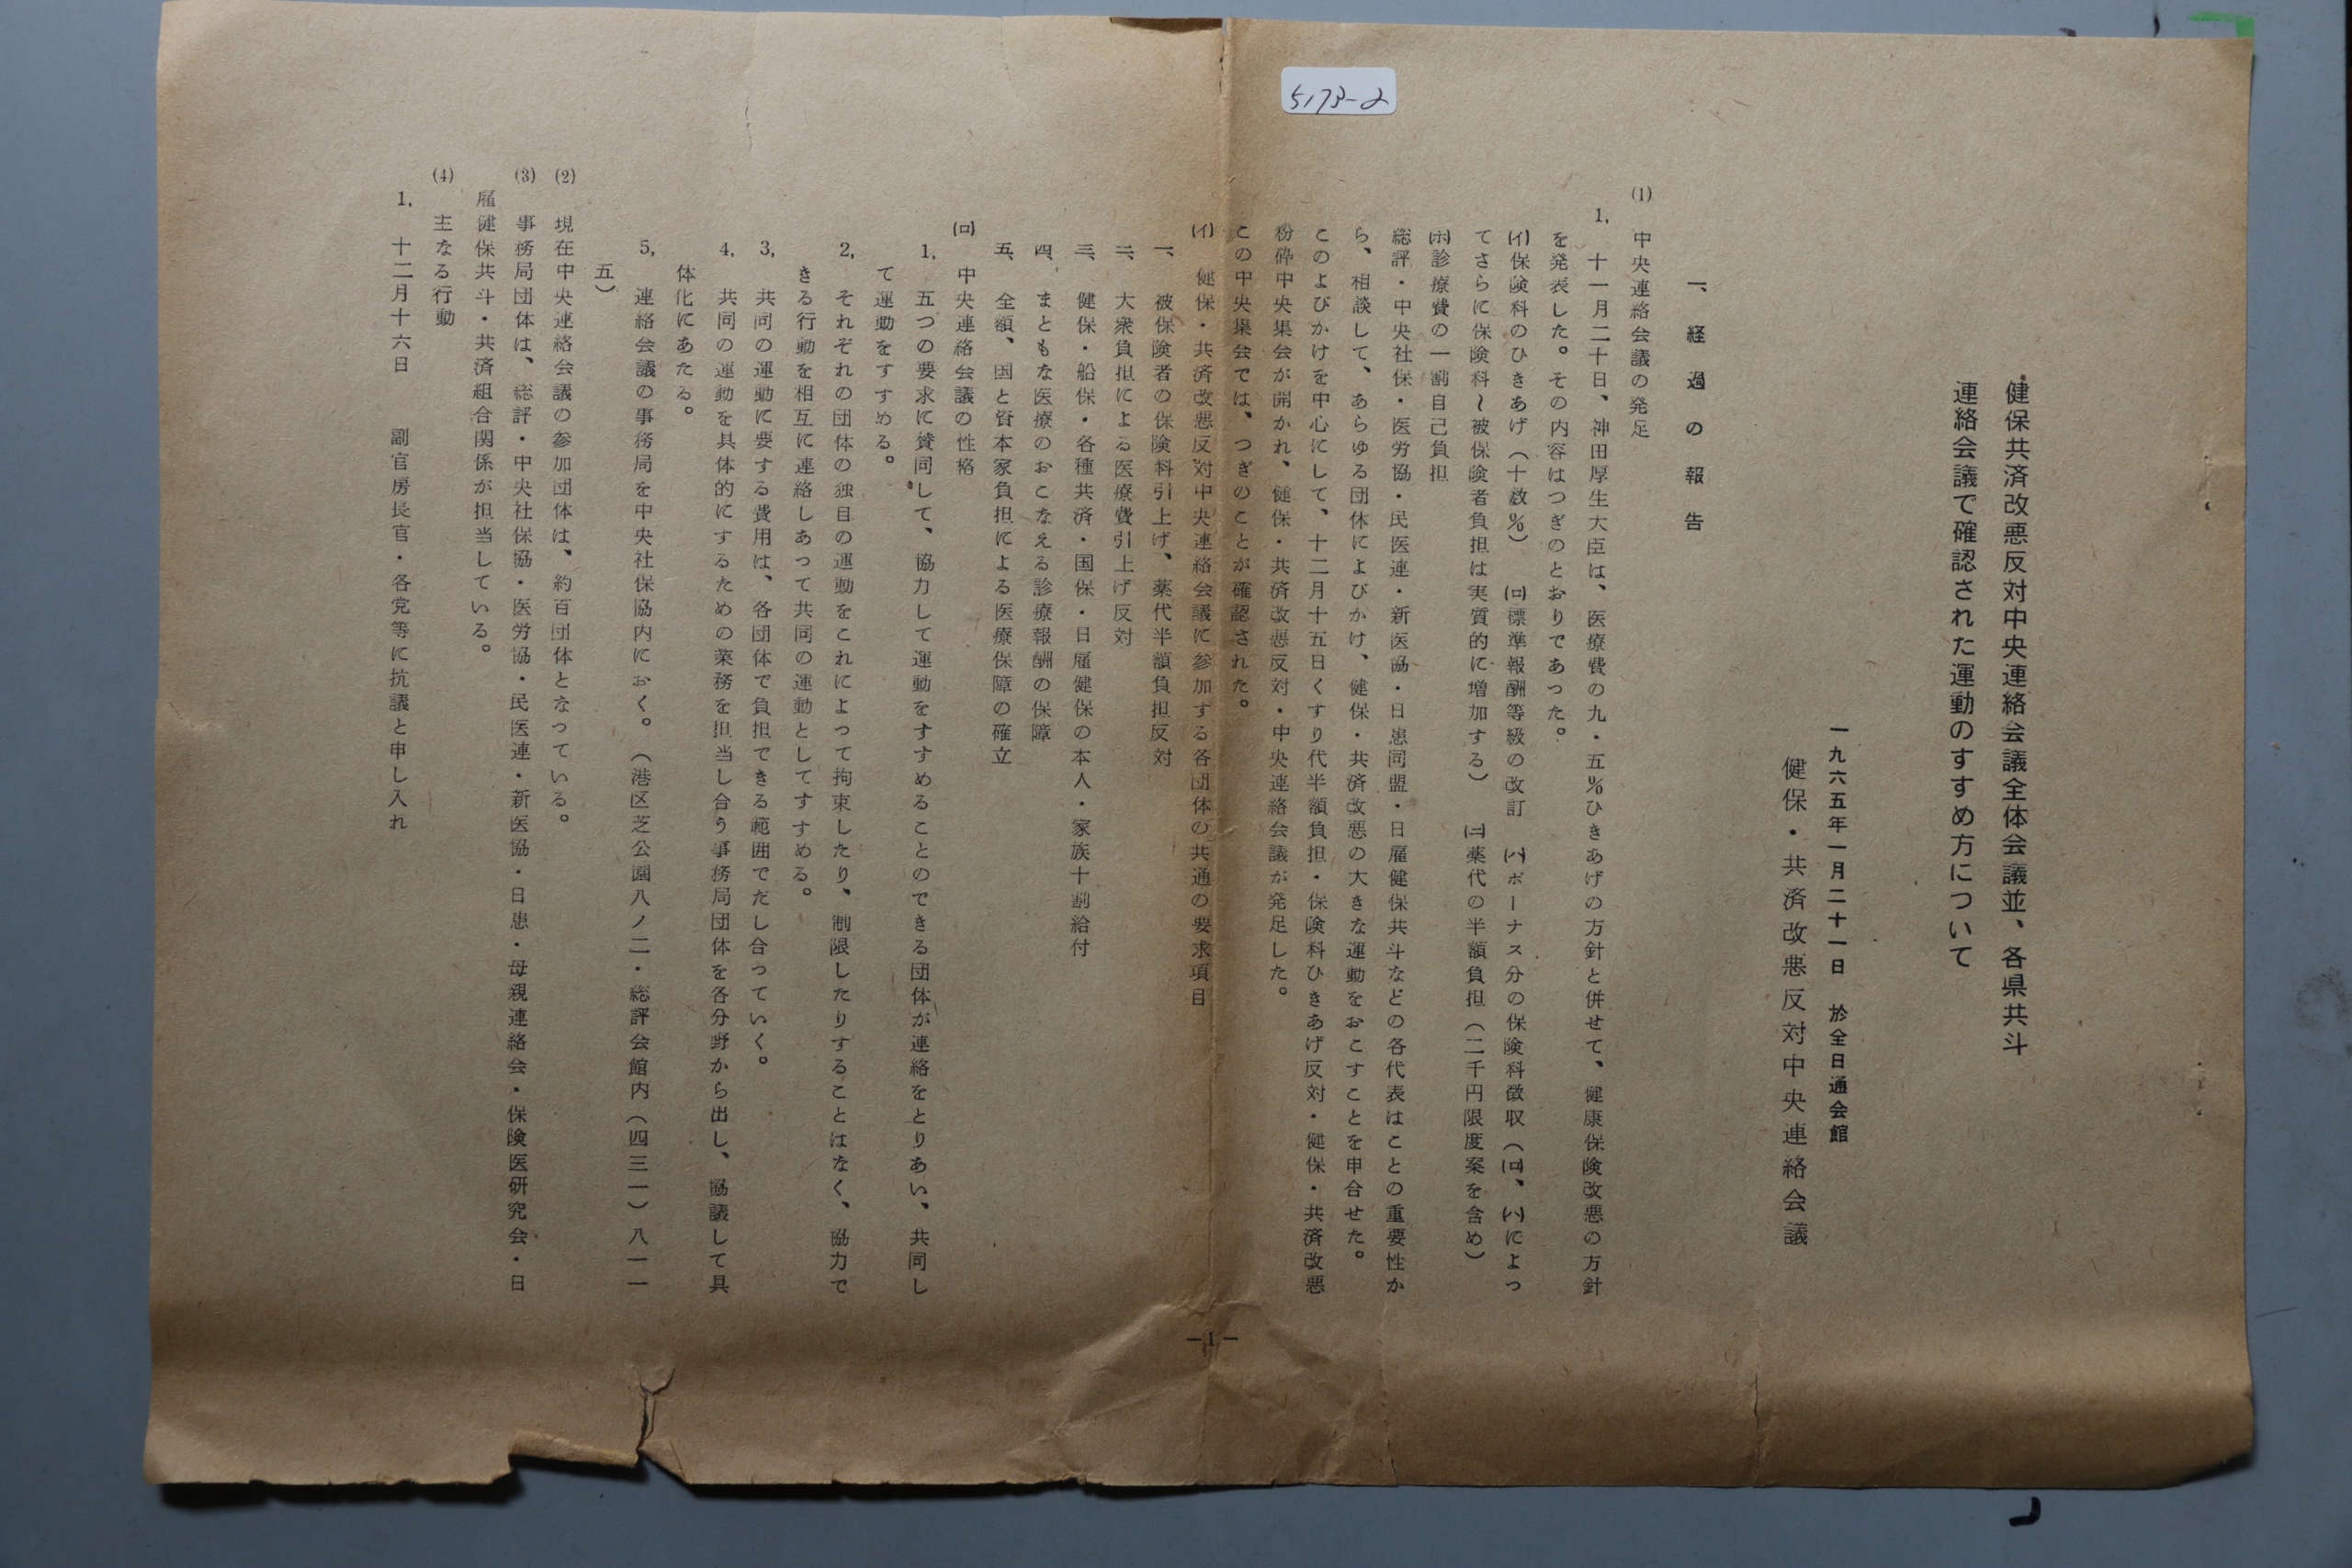 5173-2
健保共済改悪反対中央連絡会議全体会議並、各県共斗
連絡会議で確認された運動のすすめ方について
一九六五年一月二十一日　於全日通会館
健保・共済改悪反対中央連絡会議
一、経過の報告
(1)　中央連絡会議の発足
1,　十一月二十日、神田厚生大臣は、医療費の九・五％ひきあげの方針と併せて、健康保険改悪の方針
を発表した。その内容はつぎのとおりであった。
(イ)保険科のひきあげ（十数％）　(ロ)標準報酬等級の改訂　(ハ)ボーナス分の保険科徴収（(ロ)、(ハ)によっ
てさらに保険科〜被保険者負担は実質的に増加する）　(ニ)薬代の半額負担（二千円限度案を含め）
(ホ)診療費の一割自己負担
総評・中央社保・医労協・民医連・新医協・日患同盟・日雇健保共斗などの各代表はことの重要性か
ら、相談して、あらゆる団体によびかけ、健保・共済改悪の大きな運動をおこすことを申合せた。
このよびかけを中心にして、十二月十五日くすり代半額負担・保険科ひきあげ反対・健保・共済改悪
粉砕中央集会が開かれ、健保・共済改悪反対・中央連絡会議が発足した。
この中央集会では、つぎのことが確認された。
(イ)　健保・共済改悪反対中央連絡会議に参加する各団体の共通の要求項目
一、　被保険者の保険料引上げ、薬代半額負担反対
二、　大衆負担による医療費引上げ反対
三、　健保・船保・各種共済・国保・日雇健保の本人・家族十割給付
四、　まともな医療のおこなえる診療報酬の保障
五、　全額、国と資本家負担による医療保障の確立
(ロ)　中央連絡会議の性格
1,　五つの要求に賛同して、協力して運動をすすめることのできる団体が連絡をとりあい、共同し
て運動をすすめる。
2,　それぞれの団体の独目の運動をこれによって拘束したり、制限したりすることはなく、協力で
きる行動を相互に連絡しあって共同の運動としてすすめる。
3,　共同の運動に要する費用は、各団体で負担できる範囲でだし合っていく。
4,　共同の運動を具体的にするための業務を担当し合う事務局団体を各分野から出し、協議して具
体化にあたる。
5,　連絡会議の事務局を中央社保協内におく。（港区芝公園八ノ二・総評会館内（四三一）八一一
五）
(2)　現在中央連絡会議の参加団体は、約百団体となっている。
(3)　事務局団体は、総評・中央社保協・医労協・民医連・新医協・日患・母親連絡会・保険医研究会・日
雇健保共斗・共済組合関係が担当している。
(4)　主なる行動
1,　十二月十六日　副官房長官・各党等に抗議と申し入れ
—1—